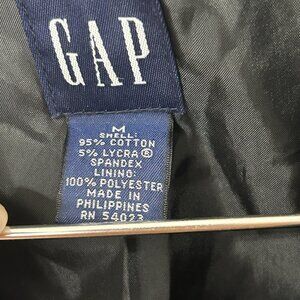 GAP
M
SHELL:
95% COTTON
5% LYCRA®
SPANDEX
LINING:
100% POLYESTER
MADE IN
PHILIPPINES
RN 54023